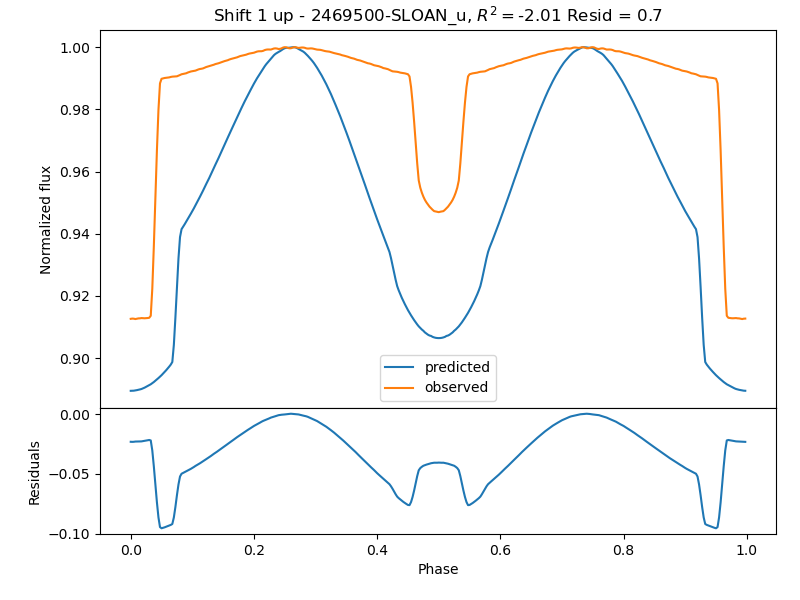 Shift 1 up - 2469500-SLOAN_u, R² = -2.01 Resid = 0.7
Normalized flux
1.00
0.98
0.96
0.94
0.92
0.90
predicted
observed
Residuals
0.00
−0.05
−0.10
0.0
0.2
0.4
0.6
0.8
1.0
Phase